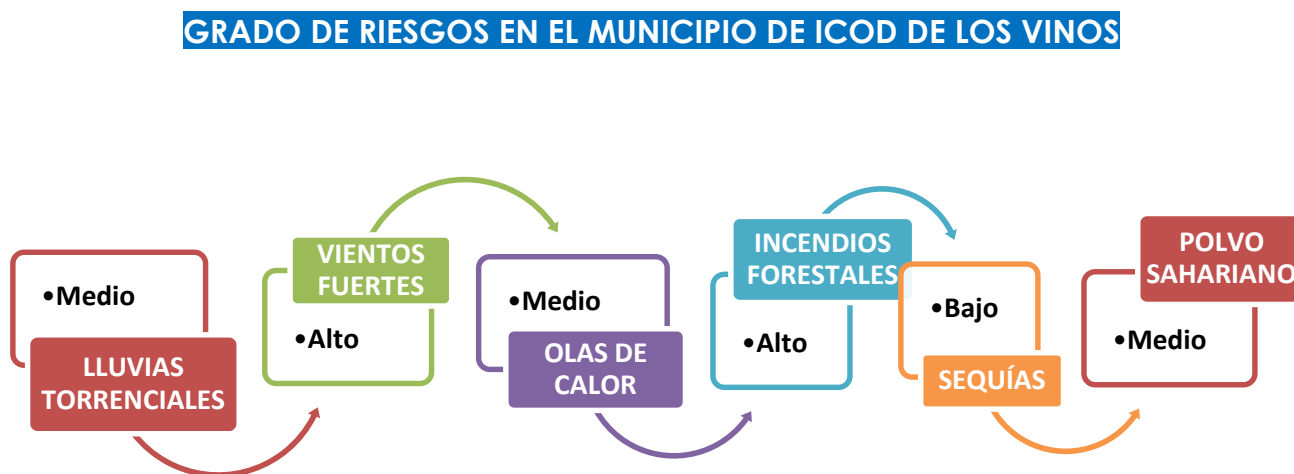 GRADO DE RIESGOS EN EL MUNICIPIO DE ICOD DE LOS VINOS
•Medio
LLUVIAS
TORRENCIALES
VIENTOS
FUERTES
•Alto
•Medio
OLAS DE
CALOR
INCENDIOS
FORESTALES
•Alto
•Bajo
SEQUÍAS
POLVO
SAHARIANO
•Medio